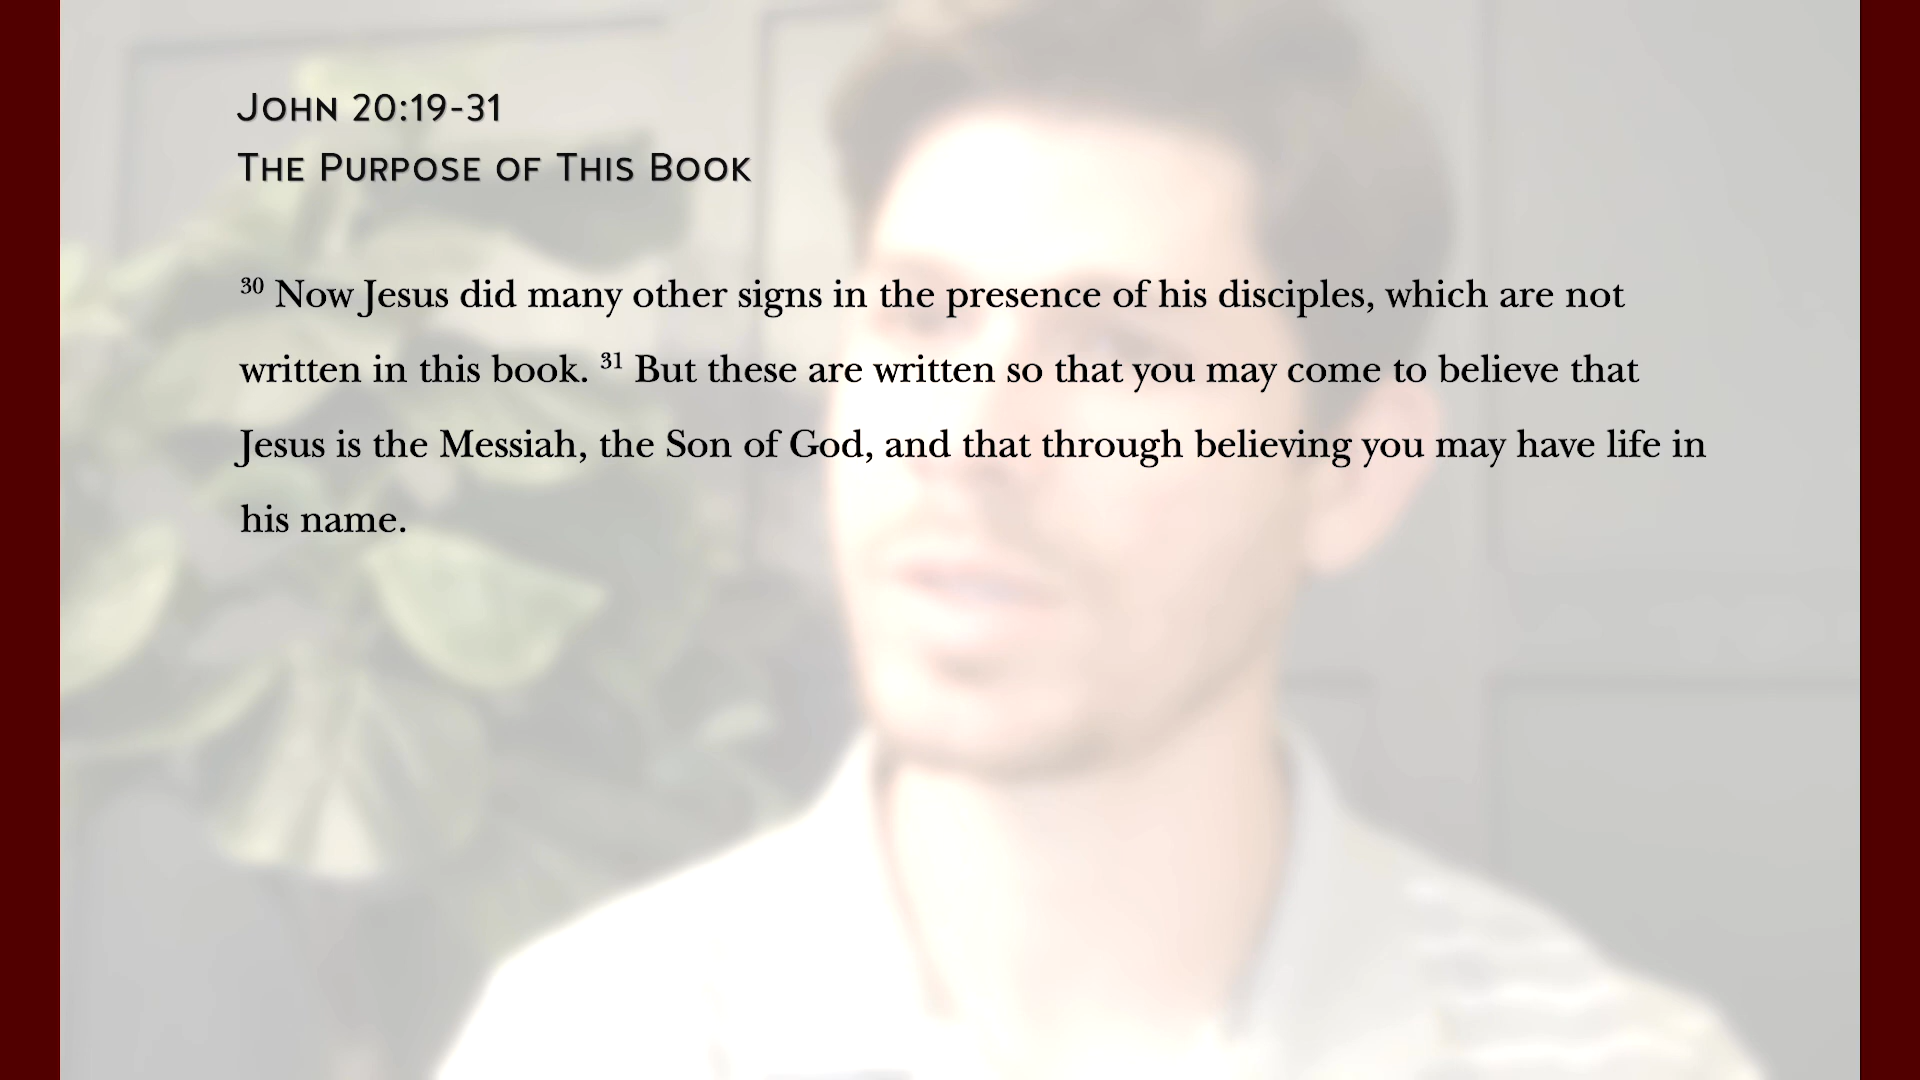 John 20:19-31
The Purpose of This Book
30 Now Jesus did many other signs in the presence of his disciples, which are not
written in this book. 31 But these are written so that you may come to believe that
Jesus is the Messiah, the Son of God, and that through believing you may have life in
his name.